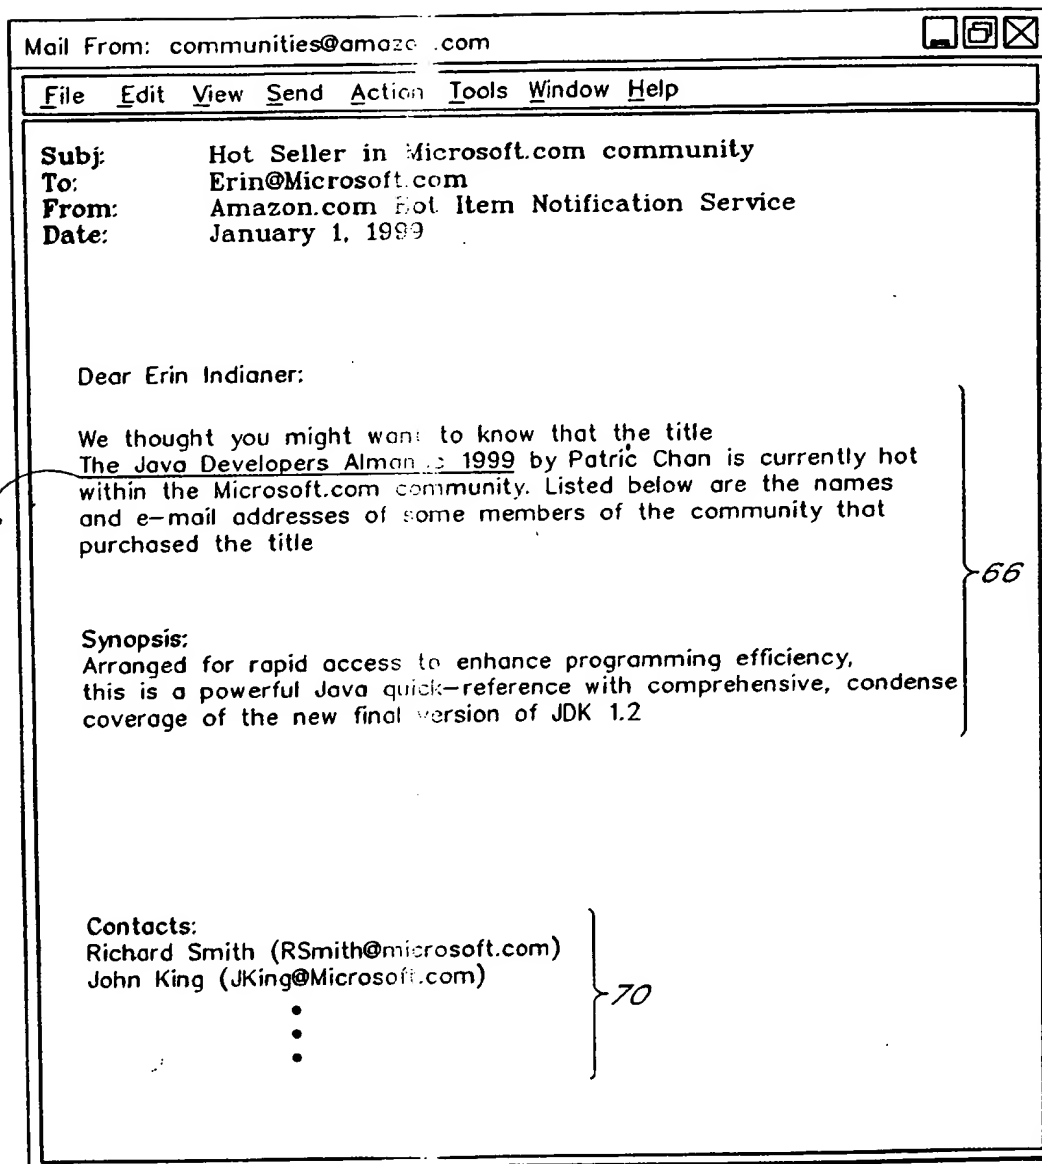 Mail From: communities@amazo .com
File Edit View Send Action Tools Window Help
Subj: Hot Seller in Microsoft.com community
To: Erin@Microsoft.com
From: Amazon.com Hot Item Notification Service
Date: January 1, 1999
Dear Erin Indianer:
We thought you might want to know that the title
The Java Developers Alman c 1999 by Patric Chan is currently hot
within the Microsoft.com community. Listed below are the names
and e-mail addresses of some members of the community that
purchased the title
66
Synopsis:
Arranged for rapid access to enhance programming efficiency,
this is a powerful Java quick-reference with comprehensive, condense
coverage of the new final version of JDK 1.2
Contacts:
Richard Smith (RSmith@microsoft.com)
John King (JKing@Microsoft.com)
70